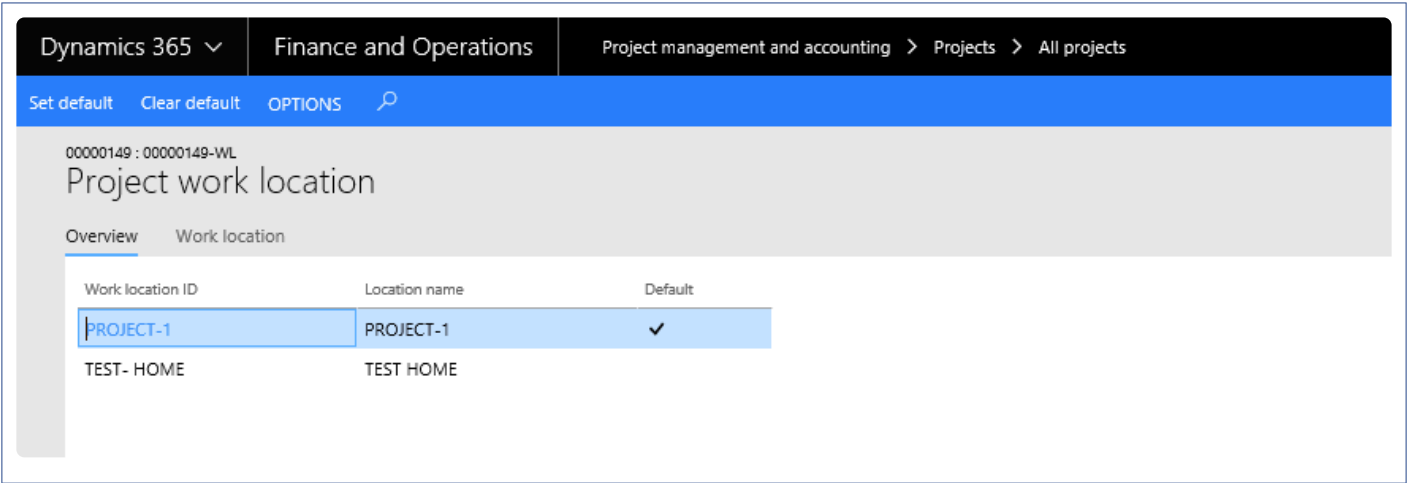 Dynamics 365 Finance and Operations Project management and accounting > Projects > All projects
Set default Clear default OPTIONS
00000149 : 00000149-WL
Project work location
Overview Work location
Work location ID Location name Default
PROJECT-1 PROJECT-1
TEST- HOME TEST HOME